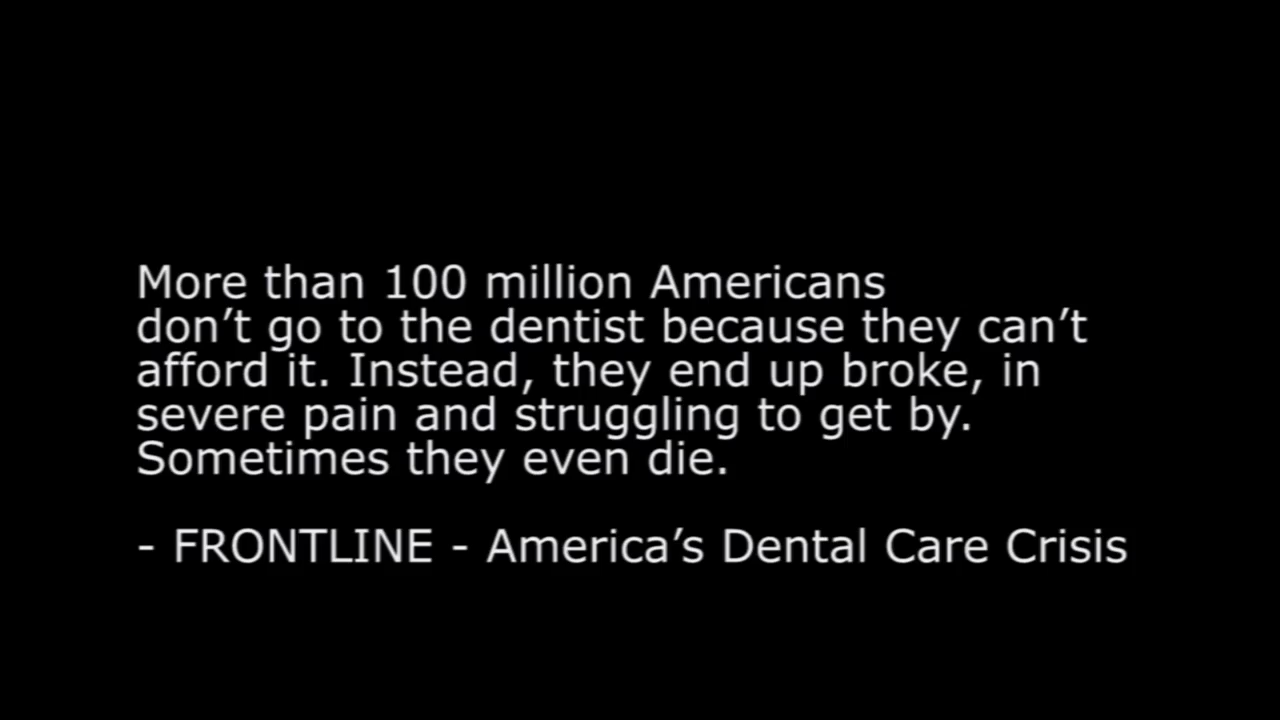 More than 100 million Americans
don’t go to the dentist because they can’t
afford it. Instead, they end up broke, in
severe pain and struggling to get by.
Sometimes they even die.
- FRONTLINE - America’s Dental Care Crisis